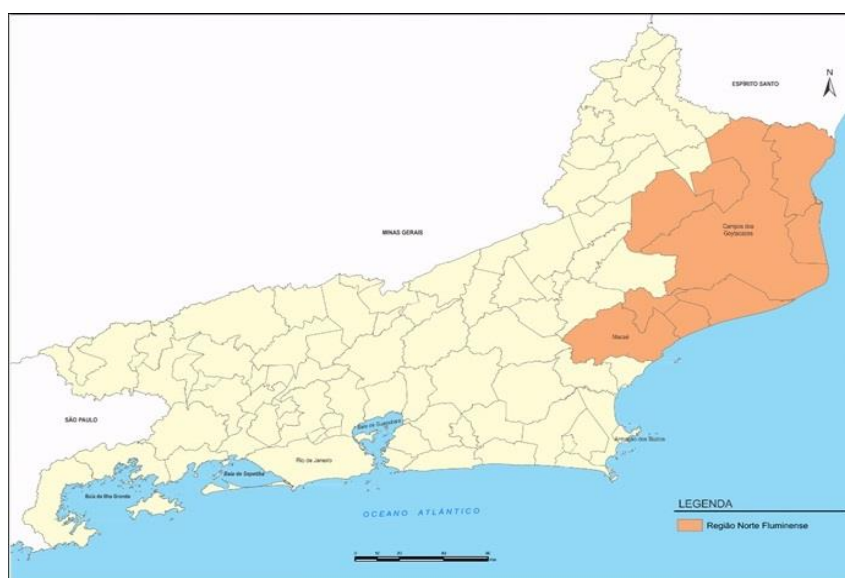 ESPÍRITO SANTO
N
MINAS GERAIS
Campos dos
Goytacazes
Macaé
SÃO PAULO
Baía de Guanabara
Armação dos Búzios
Rio de Janeiro
Baía de Sepetiba
Baía da Ilha Grande
OCEANO ATLÂNTICO
LEGENDA
Região Norte Fluminense